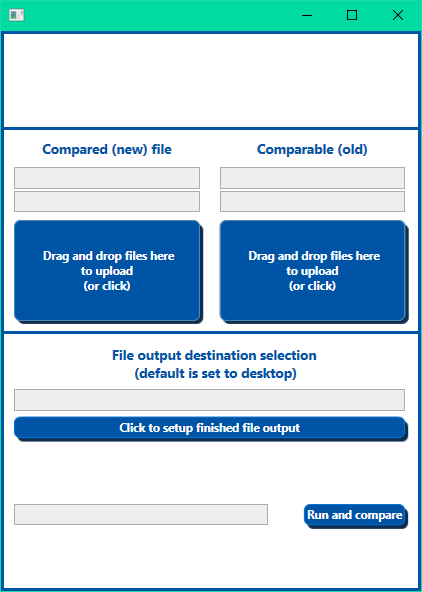 Compared (new) file
Comparable (old)
Drag and drop files here
to upload
(or click)
Drag and drop files here
to upload
(or click)
File output destination selection
(default is set to desktop)
Click to setup finished file output
Run and compare